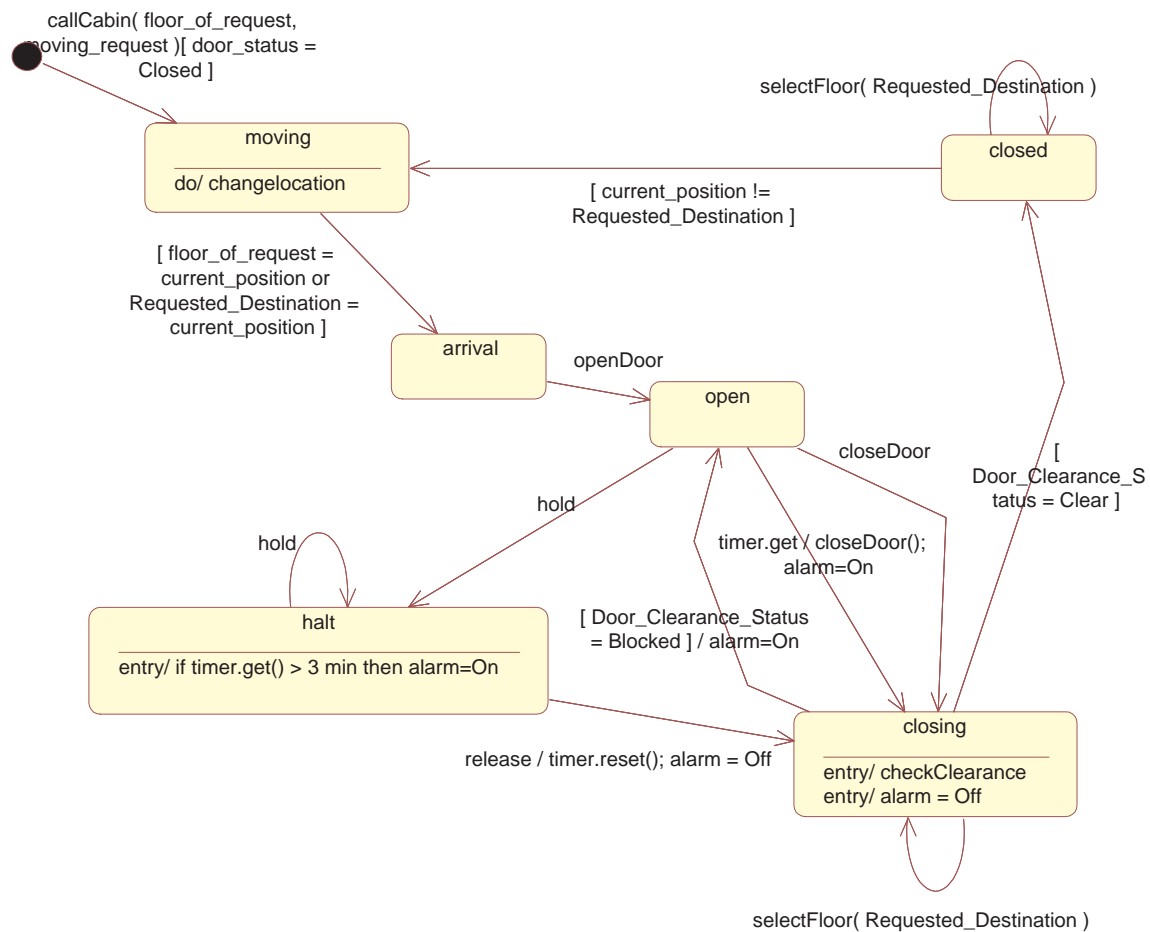 callCabin( floor_of_request,
moving_request )[ door_status =
Closed ]
selectFloor( Requested_Destination )
moving
do/ changelocation
closed
[ current_position !=
Requested_Destination ]
[ floor_of_request =
current_position or
Requested_Destination =
current_position ]
arrival
openDoor
open
closeDoor
[
Door_Clearance_S
tatus = Clear ]
hold
hold
timer.get / closeDoor();
alarm=On
[ Door_Clearance_Status
= Blocked ] / alarm=On
halt
entry/ if timer.get() > 3 min then alarm=On
release / timer.reset(); alarm = Off
closing
entry/ checkClearance
entry/ alarm = Off
selectFloor( Requested_Destination )